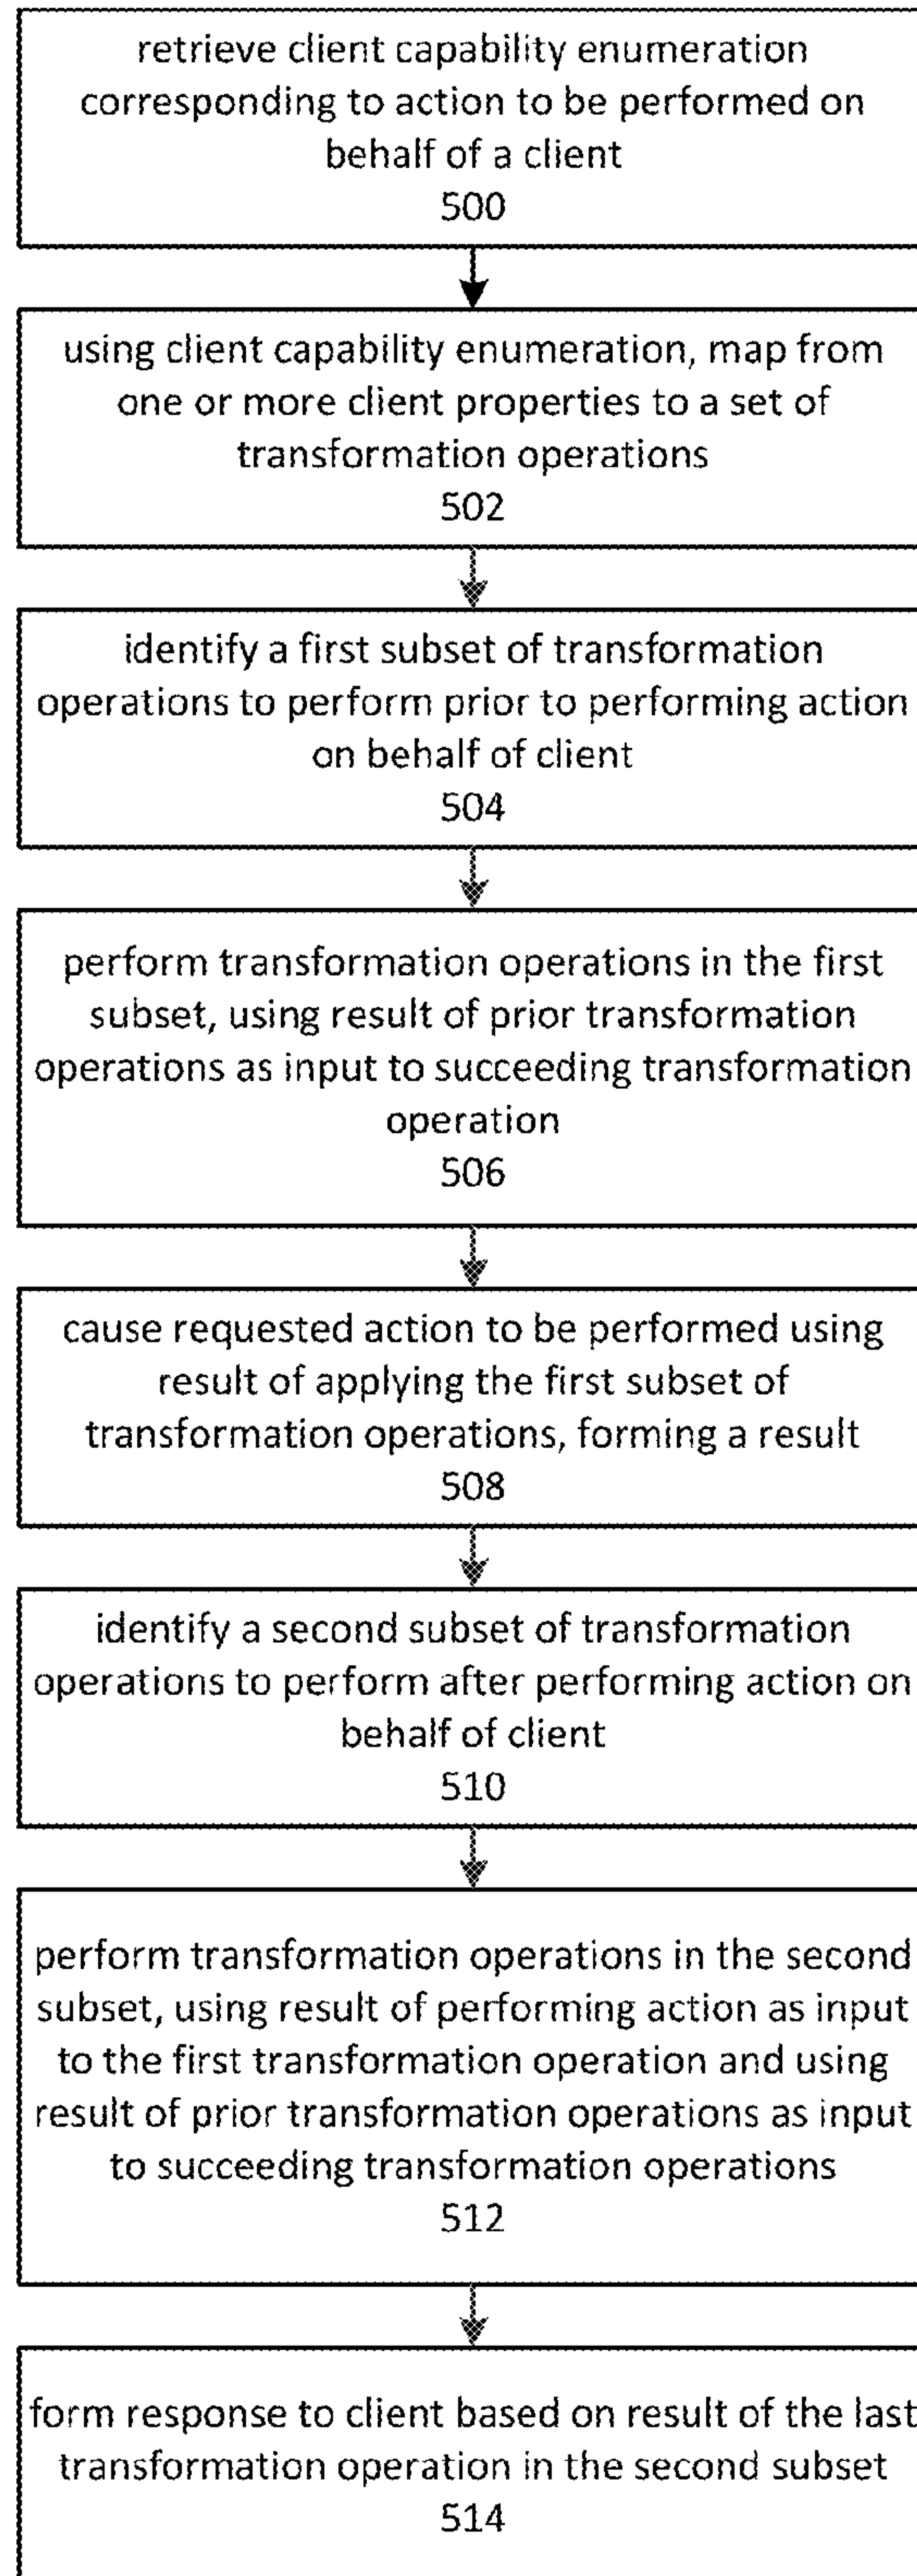 retrieve client capability enumeration
corresponding to action to be performed on
behalf of a client
500
using client capability enumeration, map from
one or more client properties to a set of
transformation operations
502
identify a first subset of transformation
operations to perform prior to performing action
on behalf of client
504
perform transformation operations in the first
subset, using result of prior transformation
operations as input to succeeding transformation
operation
506
cause requested action to be performed using
result of applying the first subset of
transformation operations, forming a result
508
identify a second subset of transformation
operations to perform after performing action on
behalf of client
510
perform transformation operations in the second
subset, using result of performing action as input
to the first transformation operation and using
result of prior transformation operations as input
to succeeding transformation operations
512
form response to client based on result of the last
transformation operation in the second subset
514